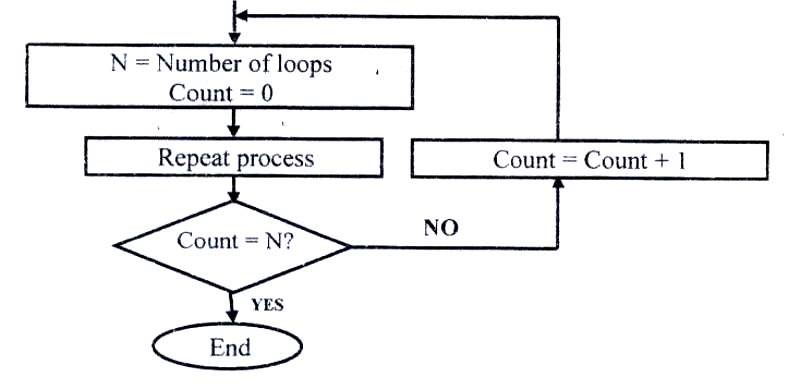 N = Number of loops
Count = 0
Repeat process
Count = Count + 1
Count = N?
NO
YES
End